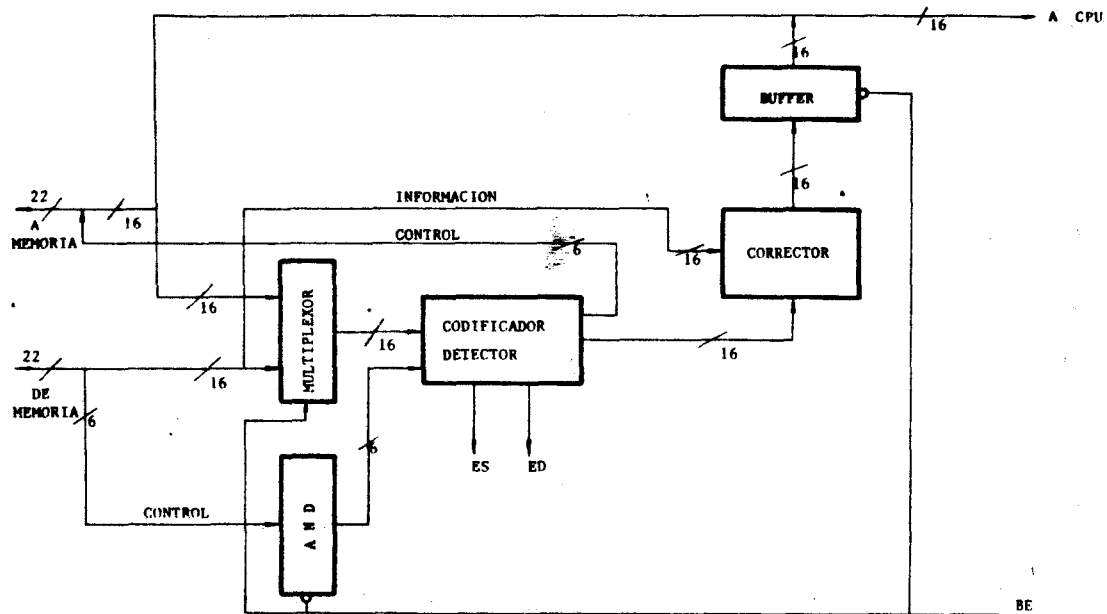 16
A CPU
16
BUFFER
16
22
16
A
MEMORIA
INFORMACION
CONTROL
6
16
CORRECTOR
16
MULTIPLEXOR
16
CODIFICADOR
DETECTOR
16
22
16
DE
MEMORIA
6
6
ES
ED
CONTROL
AND
BE